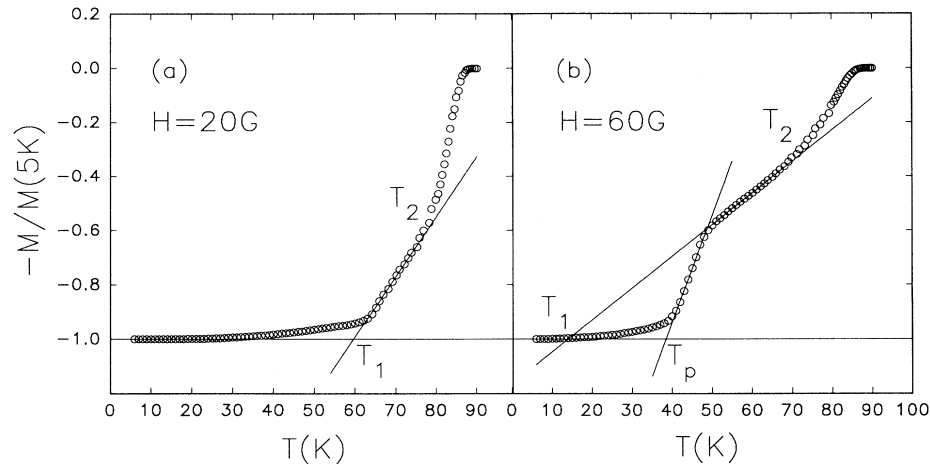 0.2
(a)
(b)
0.0
H=20G
H=60G
-0.2
T2
-0.4
T2
-0.6
-0.8
T1
-1.0
T1
Tp
-M/M(5K)
0 10 20 30 40 50 60 70 80 90
0 10 20 30 40 50 60 70 80 90 100
T(K)
T(K)